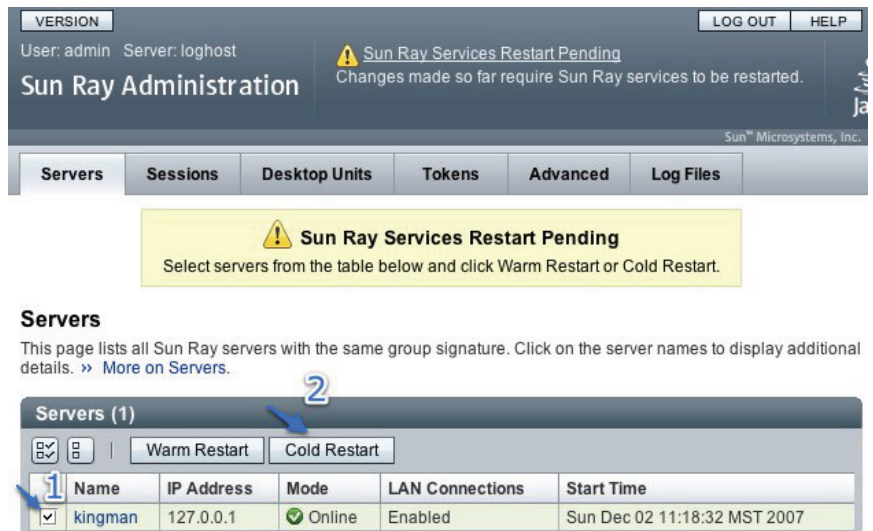 VERSION LOG OUT HELP
User: admin Server: loghost
Sun Ray Services Restart Pending
Sun Ray Administration
Changes made so far require Sun Ray services to be restarted.
Ja
Sun™ Microsystems, Inc.
Servers Sessions Desktop Units Tokens Advanced Log Files
Sun Ray Services Restart Pending
Select servers from the table below and click Warm Restart or Cold Restart.
Servers
This page lists all Sun Ray servers with the same group signature. Click on the server names to display additional
details. » More on Servers.
2
Servers (1)
Warm Restart Cold Restart
1
Name IP Address Mode LAN Connections Start Time
kingman 127.0.0.1 Online Enabled Sun Dec 02 11:18:32 MST 2007